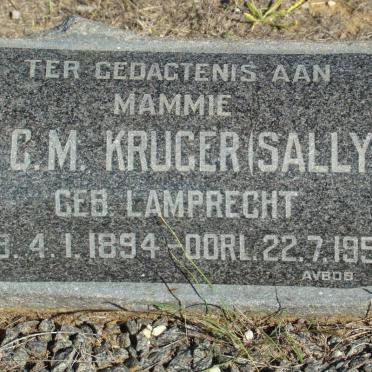 TER GEDACTENIS AAN
MAMMIE
C.M. KRUGER (SALLY
GEB. LAMPRECHT
4.1.1894 - OORL. 22.7.195
AVBOB